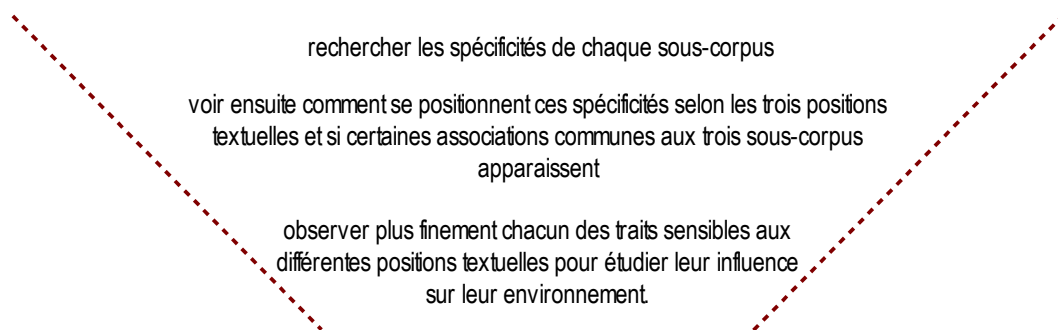 rechercher les spécificités de chaque sous-corpus
voir ensuite comment se positionnent ces spécificités selon les trois positions
textuelles et si certaines associations communes aux trois sous-corpus
apparaissent
observer plus finement chacun des traits sensibles aux
différentes positions textuelles pour étudier leur influence
sur leur environnement.